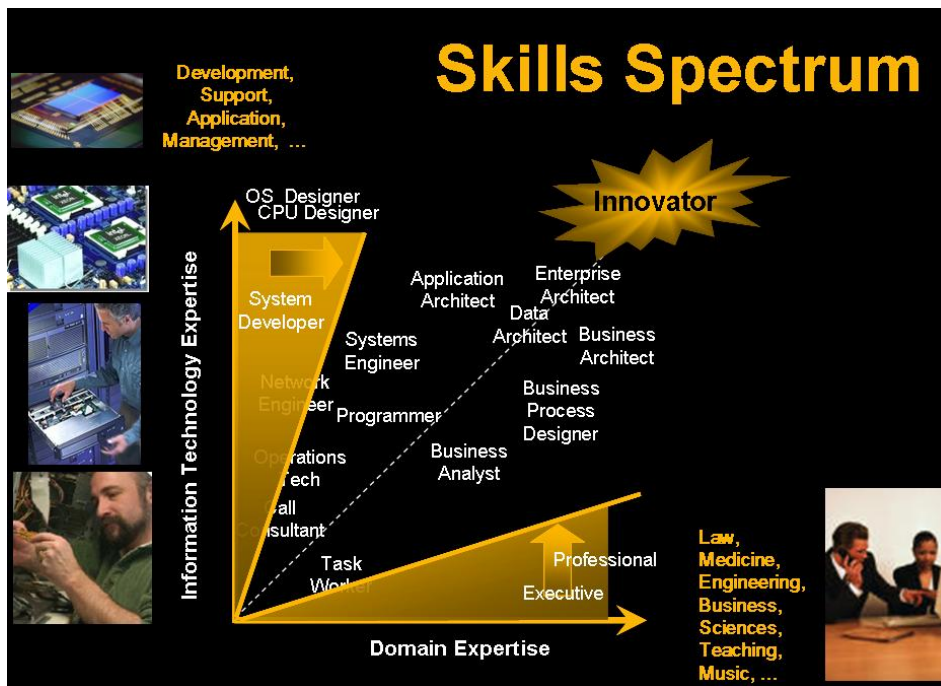 Skills Spectrum
Development,
Support,
Application,
Management, ...
OS Designer
CPU Designer
Innovator
System
Developer
Application
Architect
Enterprise
Architect
Data
Architect
Business
Architect
Systems
Engineer
Network
Engineer
Programmer
Business
Process
Designer
Operations
Tech
Business
Analyst
Call
Consultant
Task
Worker
Professional
Executive
Information Technology Expertise
Domain Expertise
Law,
Medicine,
Engineering,
Business,
Sciences,
Teaching,
Music, ...